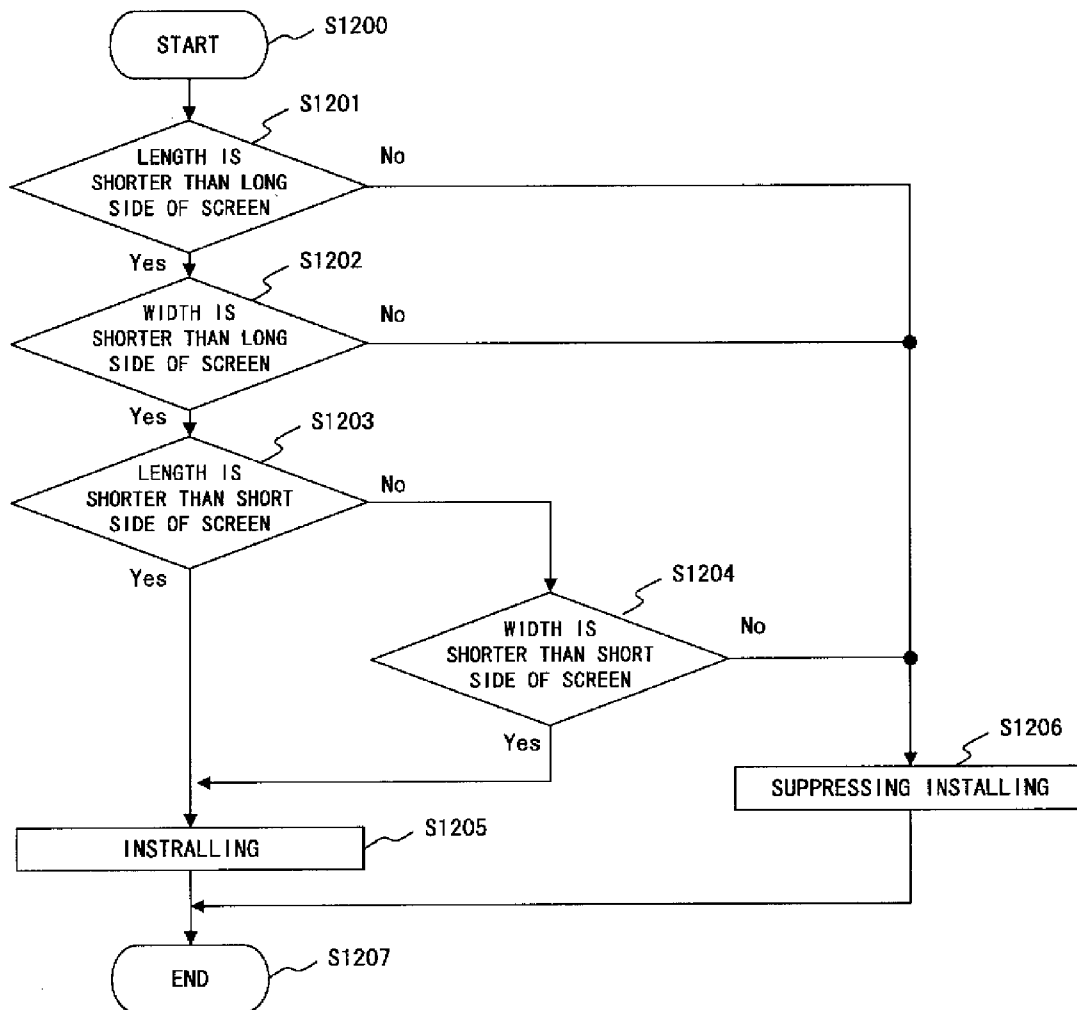 START
S1200
S1201
LENGTH IS
SHORTER THAN LONG
SIDE OF SCREEN
No
Yes
S1202
WIDTH IS
SHORTER THAN LONG
SIDE OF SCREEN
No
Yes
S1203
LENGTH IS
SHORTER THAN SHORT
SIDE OF SCREEN
No
Yes
S1204
WIDTH IS
SHORTER THAN SHORT
SIDE OF SCREEN
No
Yes
S1206
SUPPRESSING INSTALLING
INSTRALLING
S1205
END
S1207